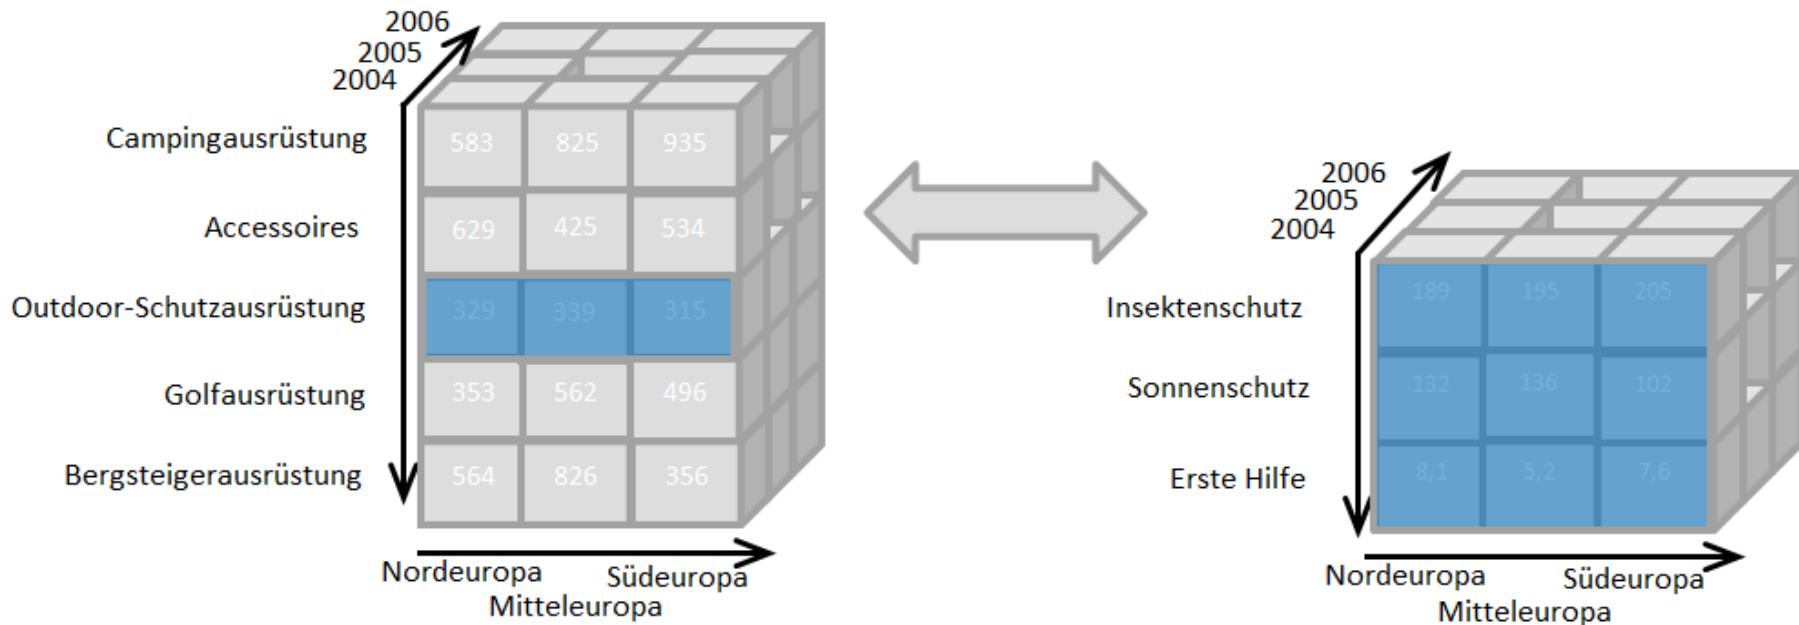 2006
2005
2004
Campingausrüstung
583 825 935
Accessoires
629 425 534
Outdoor-Schutzausrüstung
329 339 315
Golfausrüstung
353 562 496
Bergsteigerausrüstung
564 826 356
Nordeuropa
Südeuropa
Mitteleuropa
2006
2005
2004
Insektenschutz
189 195 205
Sonnenschutz
132 136 102
Erste Hilfe
8,1 5,2 7,6
Nordeuropa
Südeuropa
Mitteleuropa